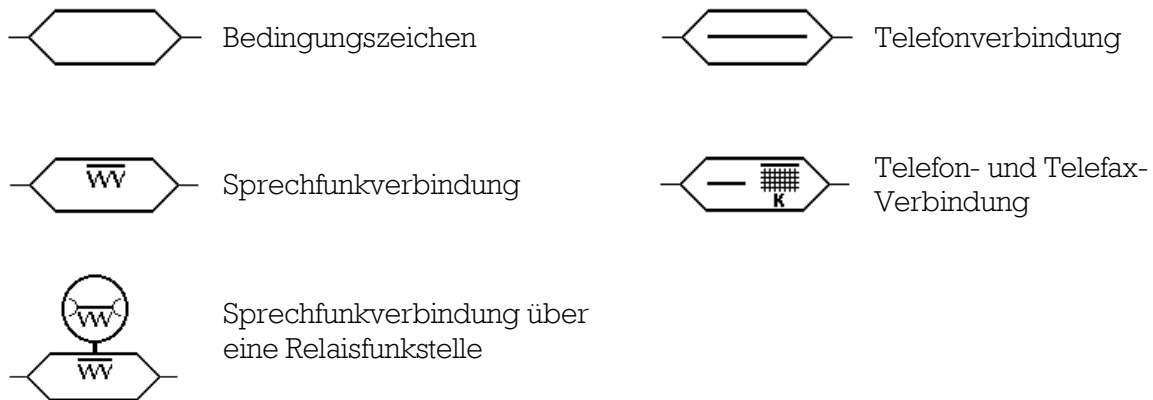 Bedingungszeichen
Telefonverbindung
Sprechfunkverbindung
K
Telefon- und Telefax-
Verbindung
Sprechfunkverbindung über
eine Relaisfunkstelle